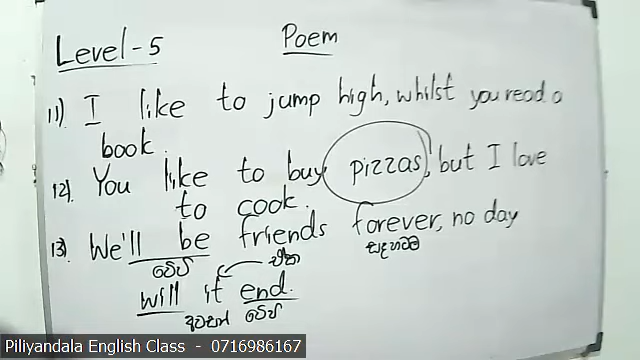 Level-5 Poem
11) I like to jump high, whilst you read a
book.
12) You like to buy pizzas, but I love
to cook.
13) We'll be friends forever, no day
වෙයි සදහටම
එය
will it end.
අවසන් වෙයි
Piliyandala English Class - 0716986167